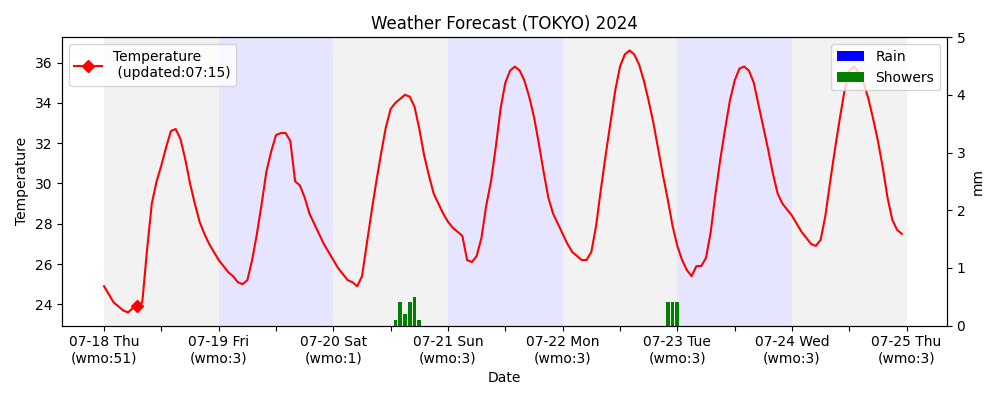 Weather Forecast (TOKYO) 2024
Temperature
(updated:07:15)
Rain
Showers
Temperature
36
34
32
30
28
26
24
5
4
3
2
1
0
mm
07-18 Thu
(wmo:51)
07-19 Fri
(wmo:3)
07-20 Sat
(wmo:1)
07-21 Sun
(wmo:3)
07-22 Mon
(wmo:3)
07-23 Tue
(wmo:3)
07-24 Wed
(wmo:3)
07-25 Thu
(wmo:3)
Date